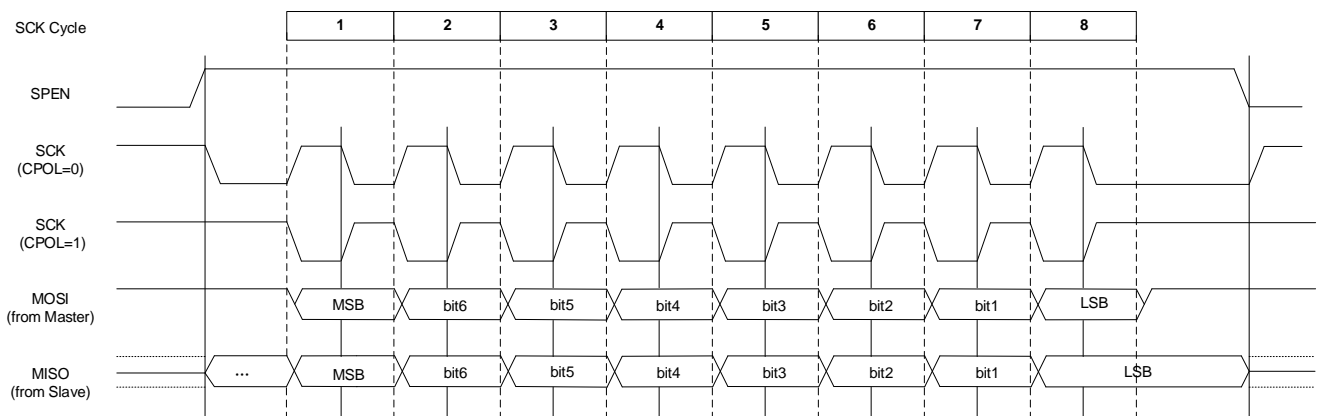 SCK Cycle 1 2 3 4 5 6 7 8
SPEN
SCK
(CPOL=0)
SCK
(CPOL=1)
MOSI
(from Master)
MSB bit6 bit5 bit4 bit3 bit2 bit1 LSB
MISO
(from Slave)
... MSB bit6 bit5 bit4 bit3 bit2 bit1 LSB